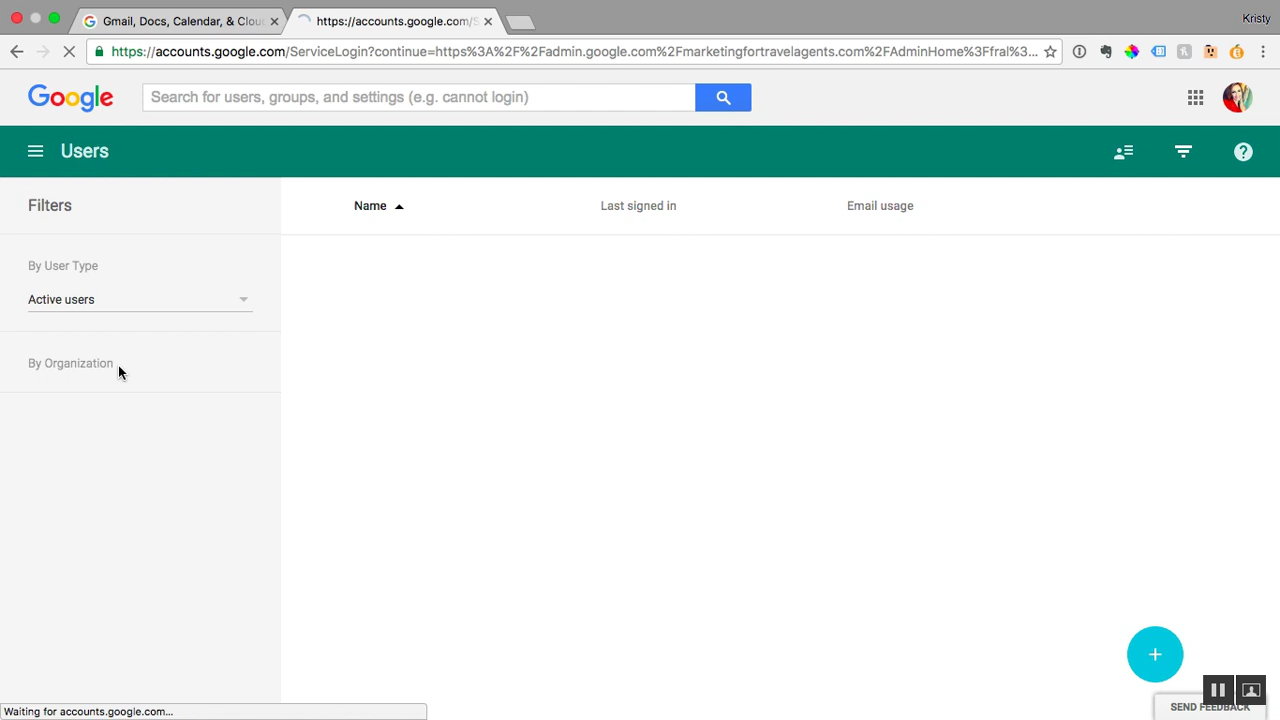 Gmail, Docs, Calendar, & Clou
https://accounts.google.com/S
Kristy
https://accounts.google.com/ServiceLogin?continue=https%3A%2F%2Fadmin.google.com%2Fmarketingfortravelagents.com%2FAdminHome%3Ffral%3...
Google
Search for users, groups, and settings (e.g. cannot login)
Users
Filters
Name
Last signed in
Email usage
By User Type
Active users
By Organization
SEND FEEDBACK
Waiting for accounts.google.com...